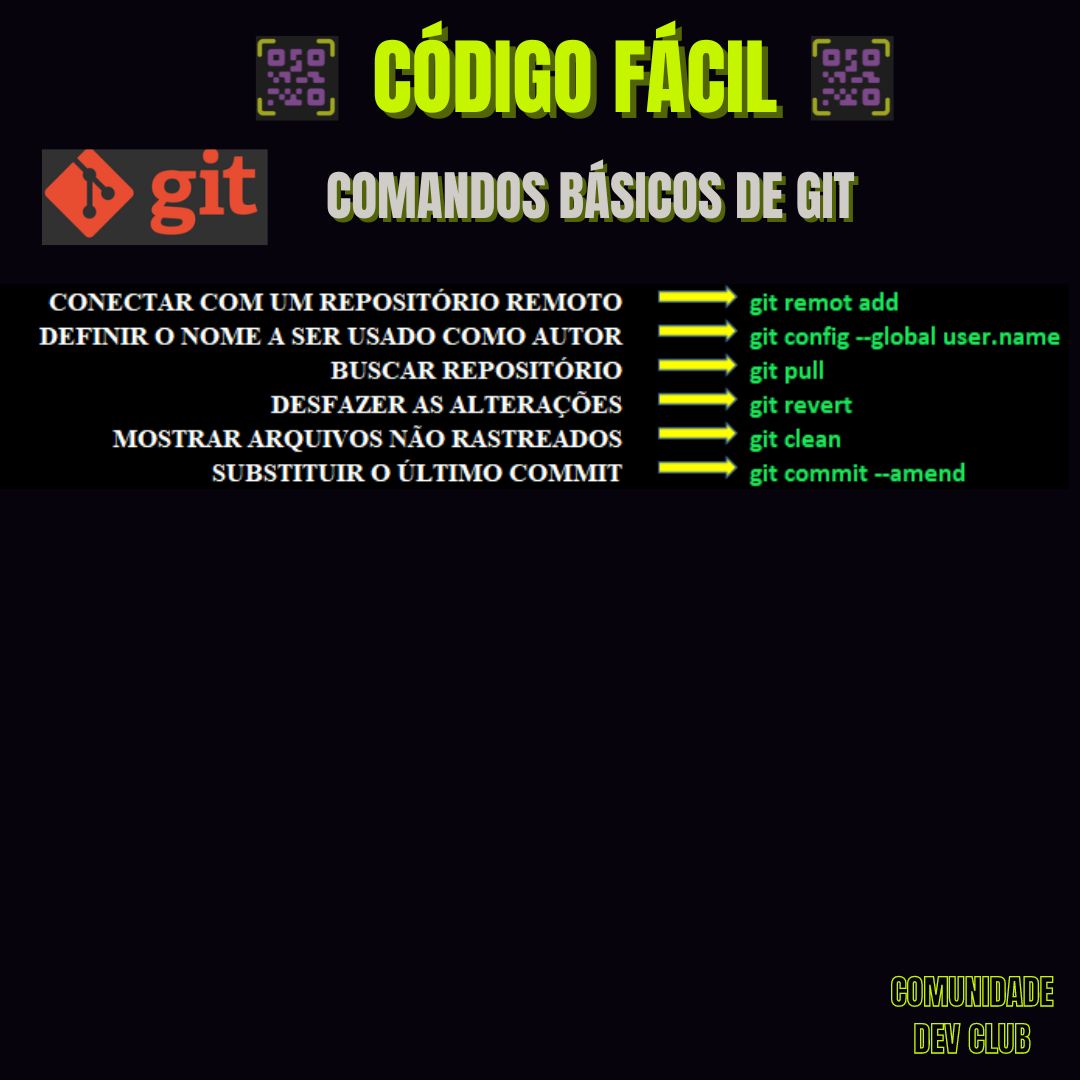 CÓDIGO FÁCIL
git
COMANDOS BÁSICOS DE GIT
CONECTAR COM UM REPOSITÓRIO REMOTO git remot add
DEFINIR O NOME A SER USADO COMO AUTOR git config --global user.name
BUSCAR REPOSITÓRIO git pull
DESFAZER AS ALTERAÇÕES git revert
MOSTRAR ARQUIVOS NÃO RASTREADOS git clean
SUBSTITUIR O ÚLTIMO COMMIT git commit --amend
COMUNIDADE
DEV CLUB